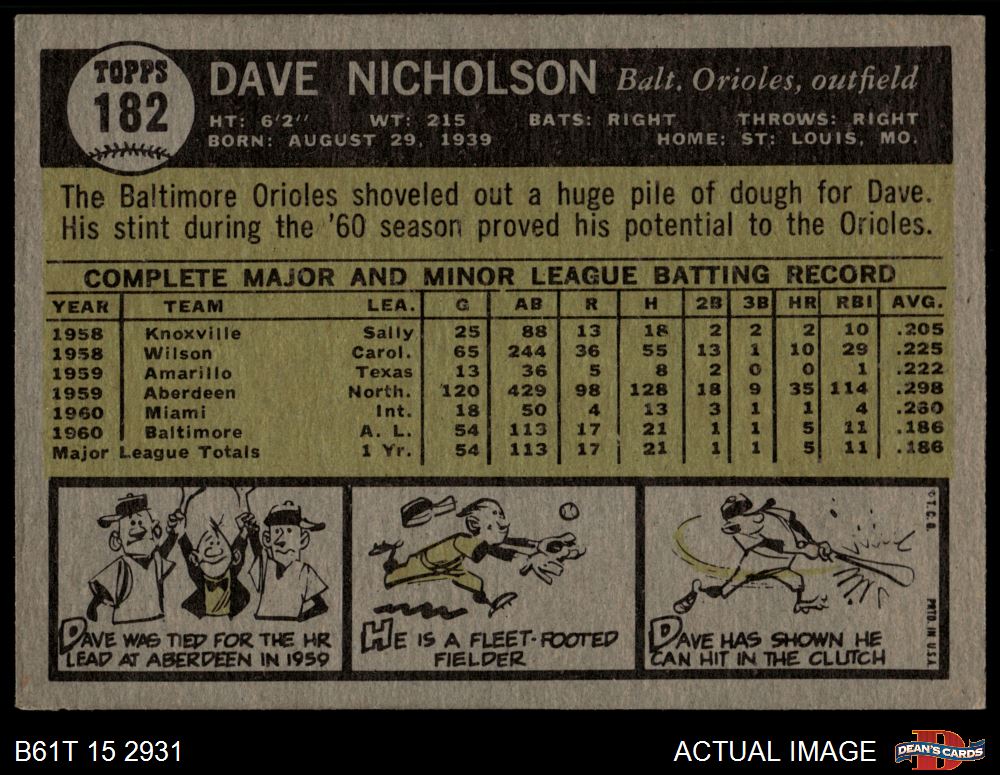 TOPPS
182
DAVE NICHOLSON Balt. Orioles, outfield
HT: 6'2'' WT: 215 BATS: RIGHT THROWS: RIGHT
BORN: AUGUST 29, 1939 HOME: ST. LOUIS, MO.
The Baltimore Orioles shoveled out a huge pile of dough for Dave.
His stint during the '60 season proved his potential to the Orioles.
COMPLETE MAJOR AND MINOR LEAGUE BATTING RECORD
YEAR TEAM LEA. G AB R H 2B 3B HR RBI AVG.
1958 Knoxville Sally 25 88 13 18 2 2 2 10 .205
1958 Wilson Carol. 65 244 36 55 13 1 10 29 .225
1959 Amarillo Texas 13 36 5 8 2 0 0 1 .222
1959 Aberdeen North. 120 429 98 128 18 9 35 114 .298
1960 Miami Int. 18 50 4 13 3 1 1 4 .260
1960 Baltimore A. L. 54 113 17 21 1 1 5 11 .186
Major League Totals 1 Yr. 54 113 17 21 1 1 5 11 .186
DAVE WAS TIED FOR THE HR
LEAD AT ABERDEEN IN 1959
HE IS A FLEET-FOOTED
FIELDER
DAVE HAS SHOWN HE
CAN HIT IN THE CLUTCH
© T.C.G.
PRTD. IN U.S.A.
B61T 15 2931
ACTUAL IMAGE
DEAN'S CARDS